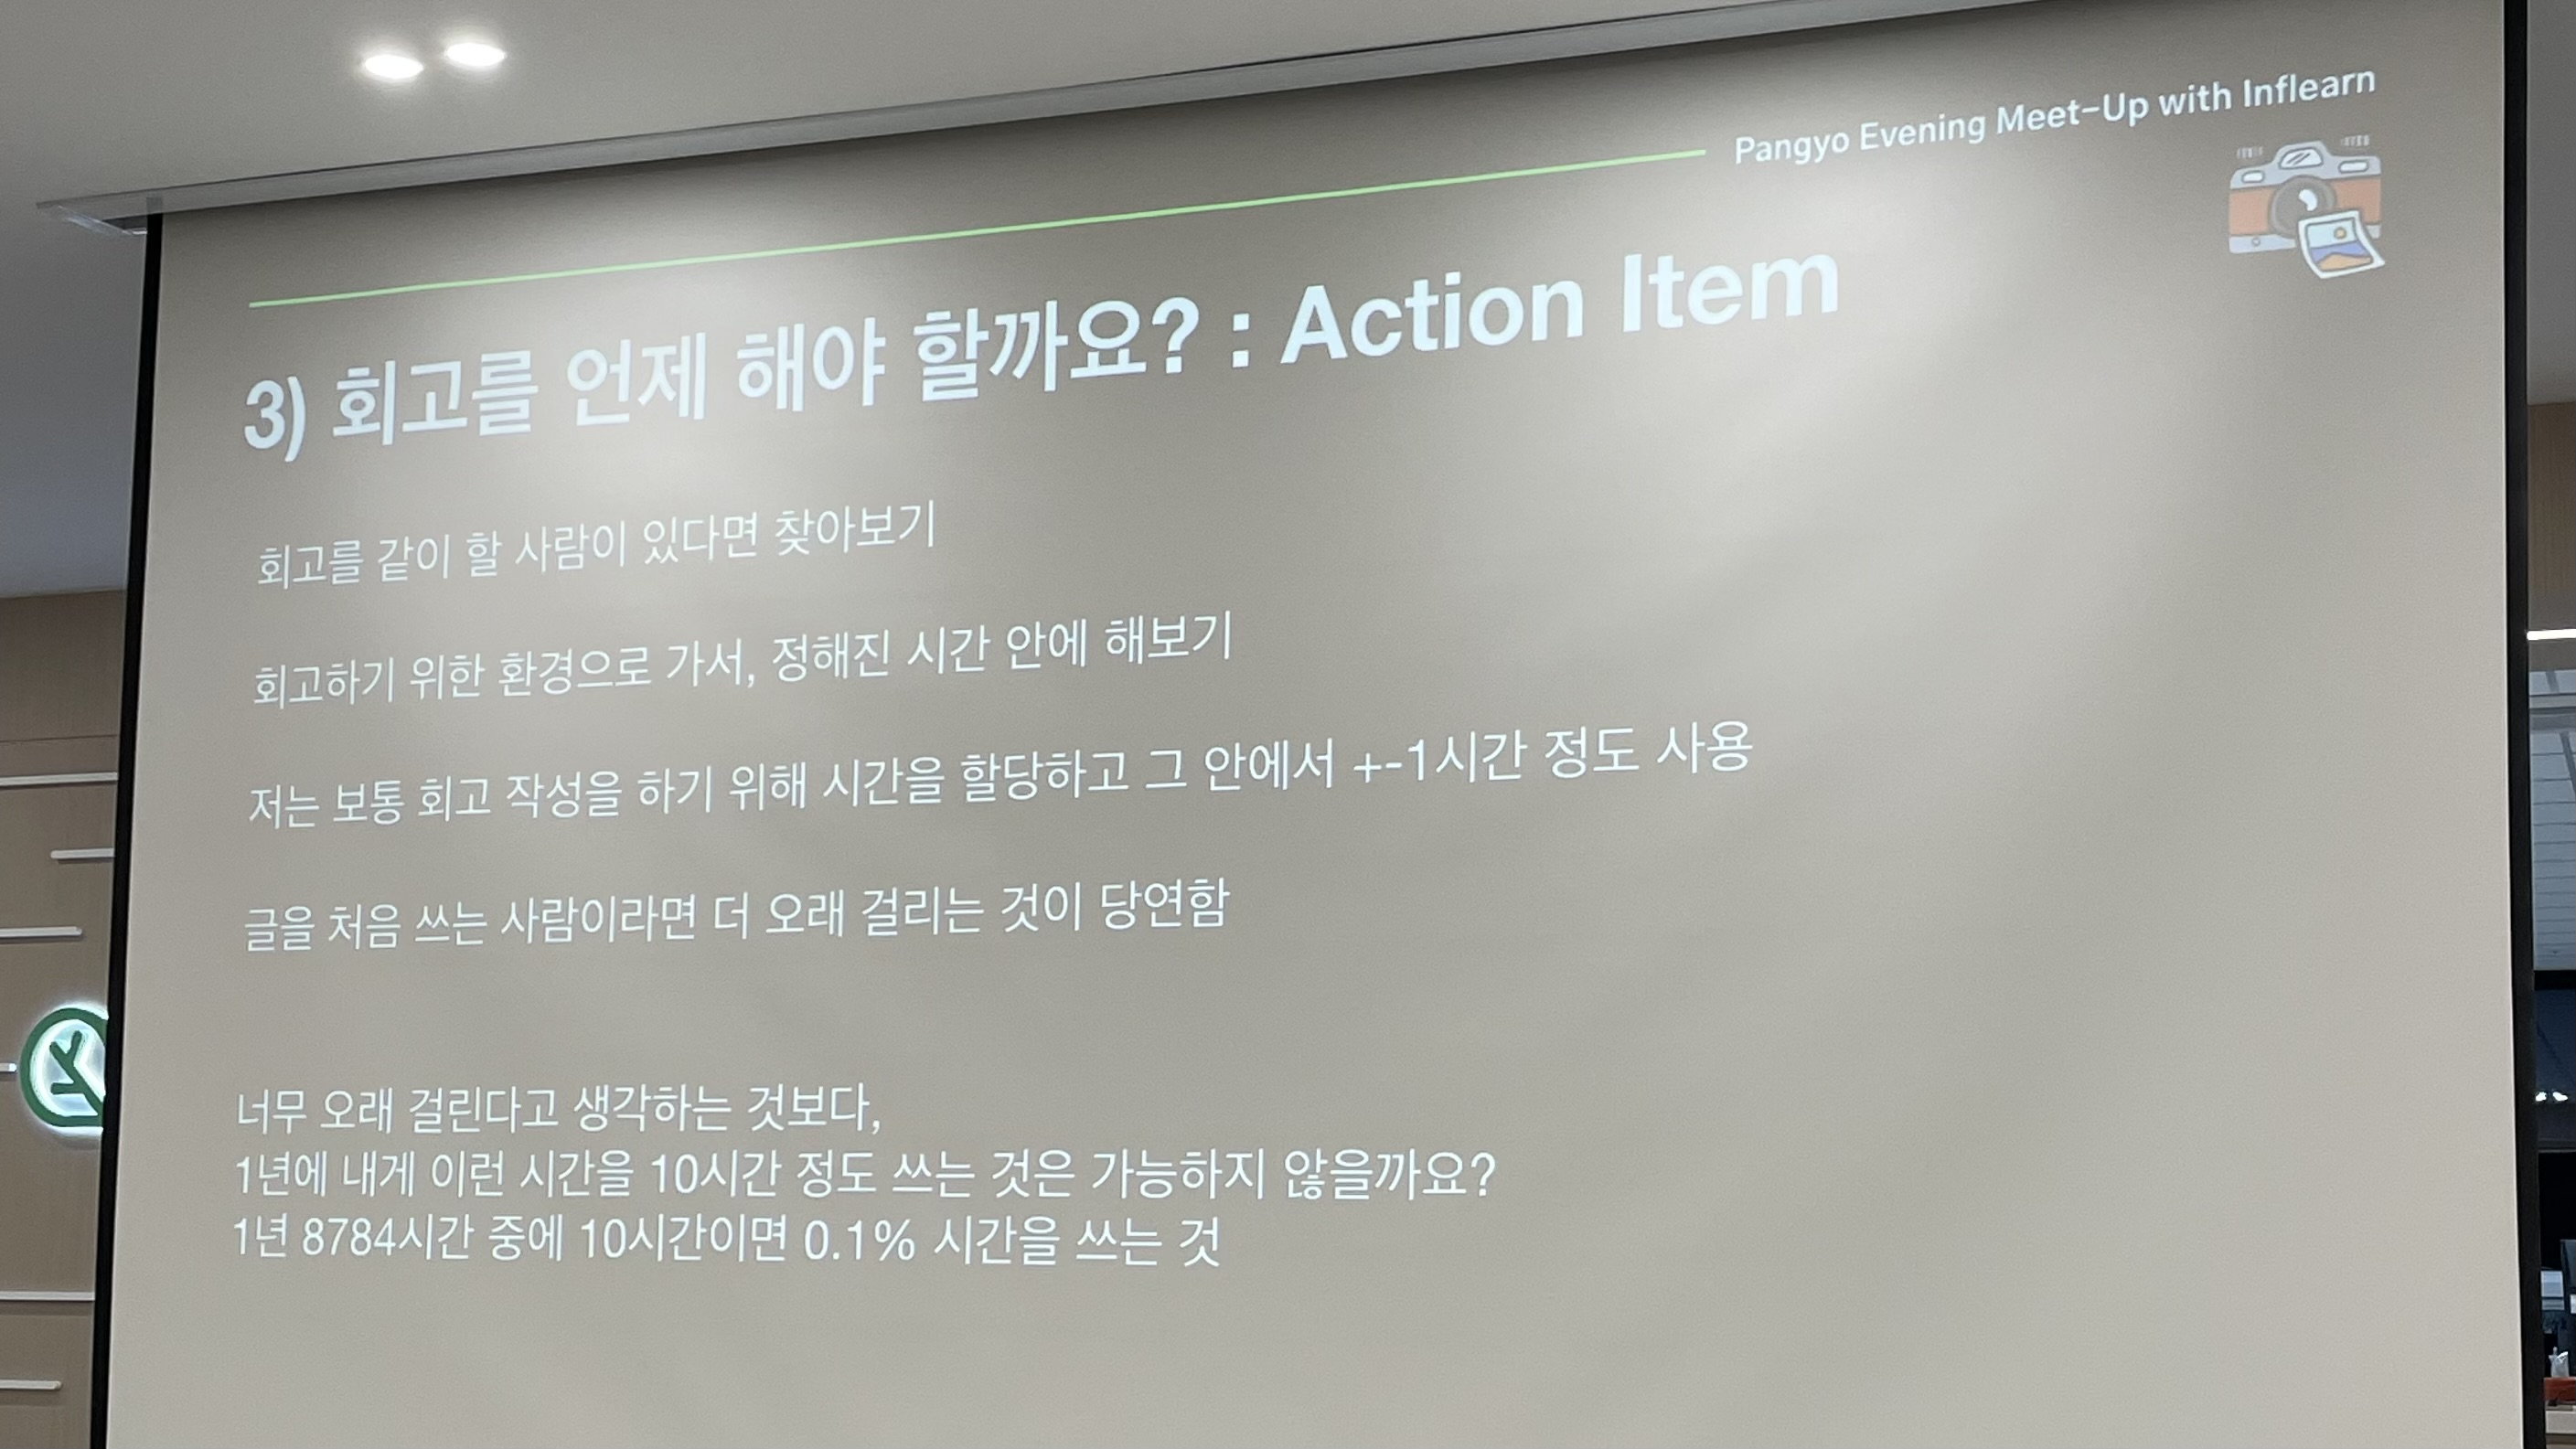 Pangyo Evening Meet-Up with Inflearn
3) 회고를 언제 해야 할까요? : Action Item
회고를 같이 할 사람이 있다면 찾아보기
회고하기 위한 환경으로 가서, 정해진 시간 안에 해보기
저는 보통 회고 작성을 하기 위해 시간을 할당하고 그 안에서 +-1시간 정도 사용
글을 처음 쓰는 사람이라면 더 오래 걸리는 것이 당연함
너무 오래 걸린다고 생각하는 것보다,
1년에 내게 이런 시간을 10시간 정도 쓰는 것은 가능하지 않을까요?
1년 8784시간 중에 10시간이면 0.1% 시간을 쓰는 것